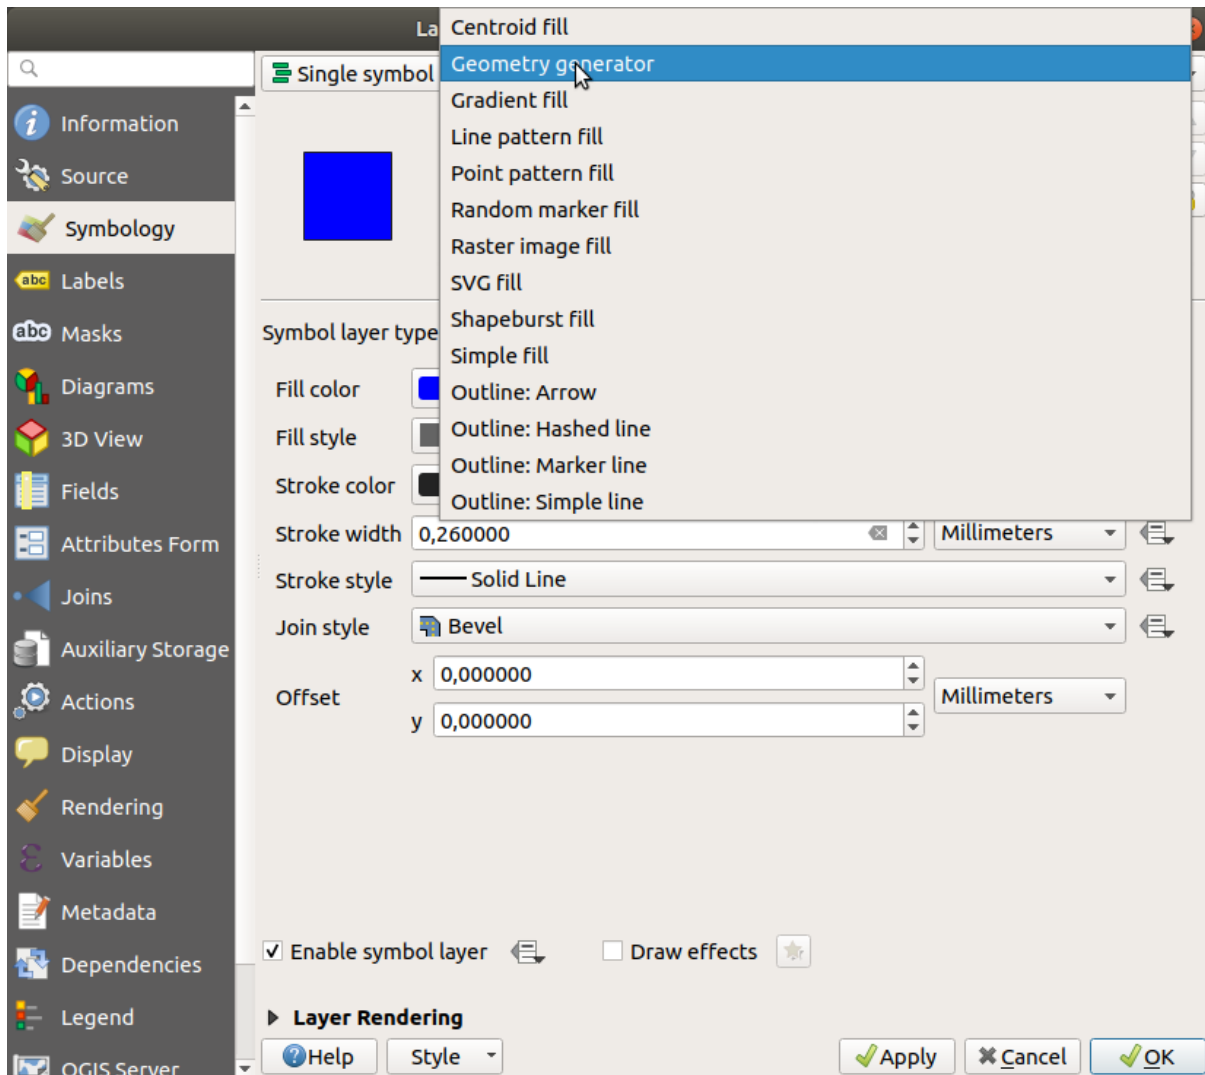 La
Centroid fill
Geometry generator
Gradient fill
Line pattern fill
Point pattern fill
Random marker fill
Raster image fill
SVG fill
Shapeburst fill
Simple fill
Outline: Arrow
Outline: Hashed line
Outline: Marker line
Outline: Simple line
Information
Source
Symbology
abc Labels
abc Masks
Diagrams
3D View
Fields
Attributes Form
Joins
Auxiliary Storage
Actions
Display
Rendering
Variables
Metadata
Dependencies
Legend
QGIS Server
Single symbol
Symbol layer type
Fill color
Fill style
Stroke color
Stroke width 0,260000 Millimeters
Stroke style Solid Line
Join style Bevel
Offset
x 0,000000
y 0,000000
Millimeters
Enable symbol layer Draw effects
Layer Rendering
Help Style Apply Cancel OK